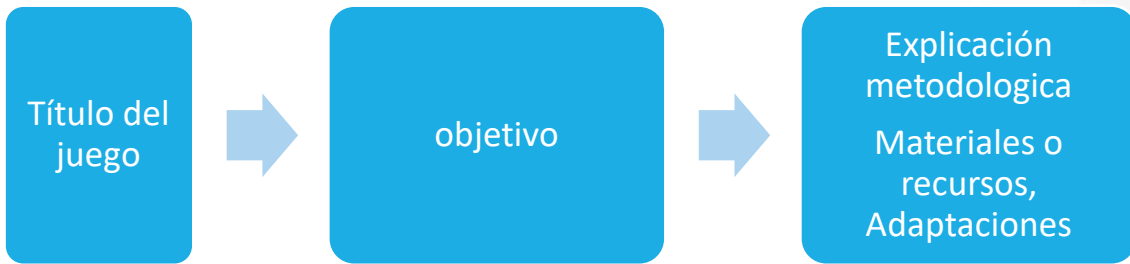 Título del
juego
objetivo
Explicación
metodologica
Materiales o
recursos,
Adaptaciones